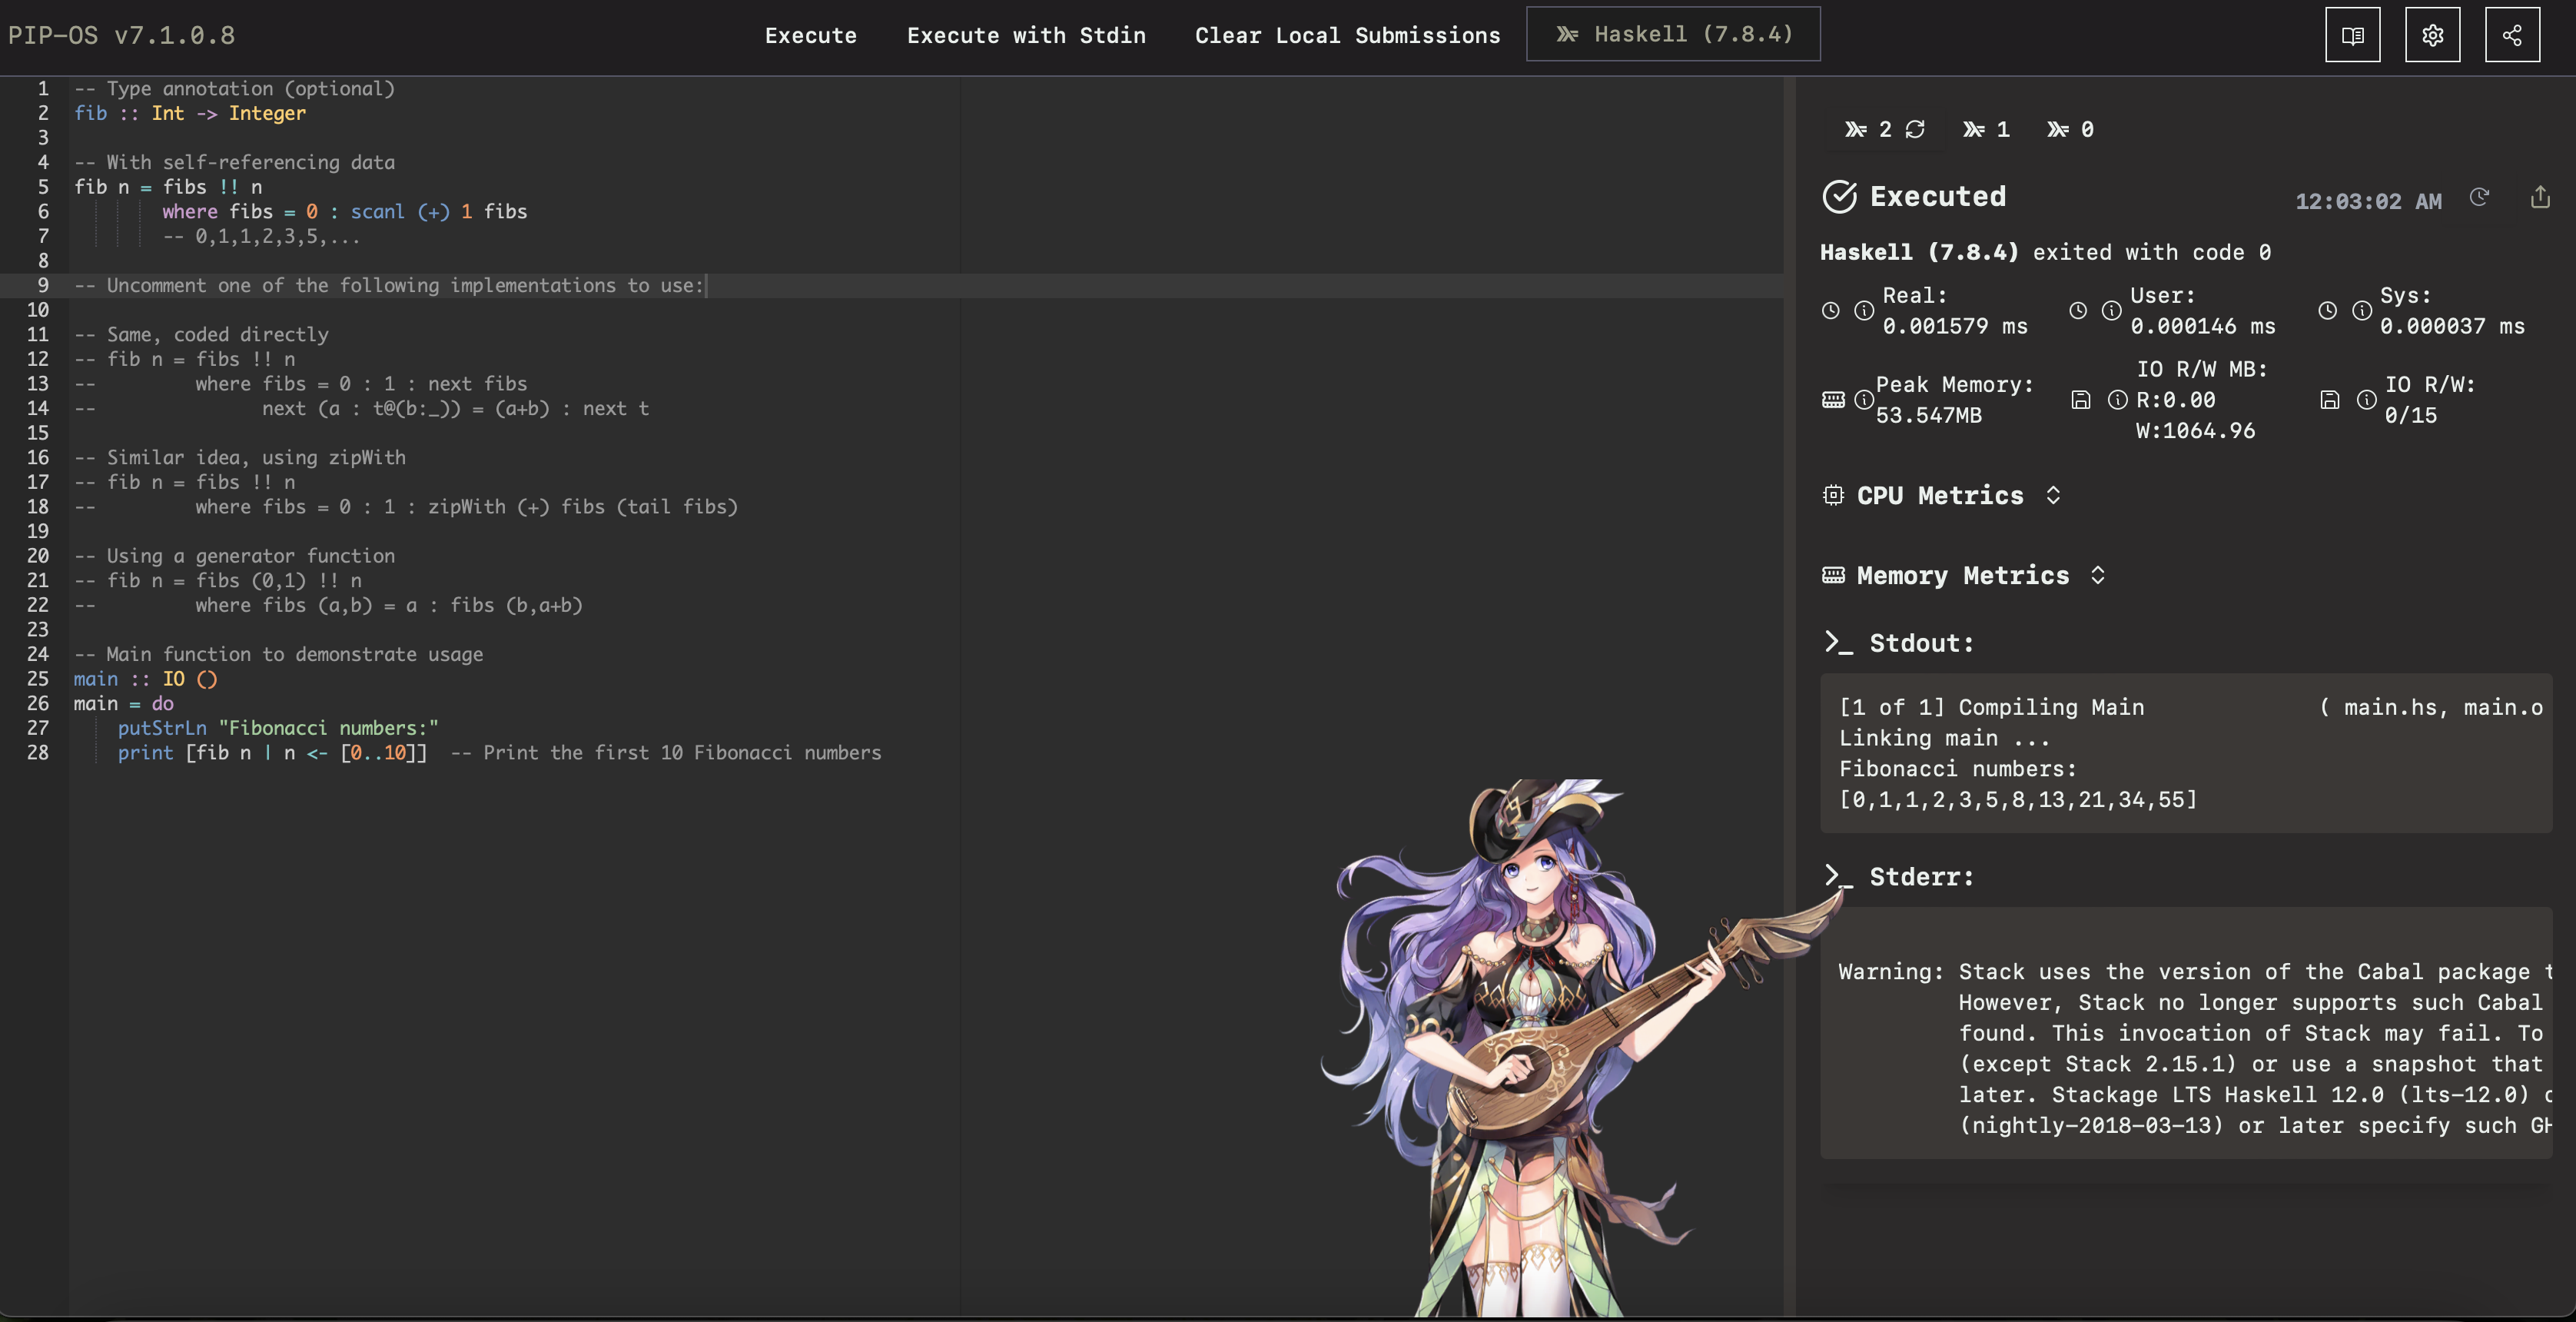 PIP-OS v7.1.0.8
Execute
Execute with Stdin
Clear Local Submissions
Haskell (7.8.4)
1 -- Type annotation (optional)
2 fib :: Int -> Integer
3
4 -- With self-referencing data
5 fib n = fibs !! n
6         where fibs = 0 : scanl (+) 1 fibs
7         -- 0,1,1,2,3,5,...
8
9 -- Uncomment one of the following implementations to use:
10
11 -- Same, coded directly
12 -- fib n = fibs !! n
13 --         where fibs = 0 : 1 : next fibs
14 --               next (a : t@(b:_)) = (a+b) : next t
15
16 -- Similar idea, using zipWith
17 -- fib n = fibs !! n
18 --         where fibs = 0 : 1 : zipWith (+) fibs (tail fibs)
19
20 -- Using a generator function
21 -- fib n = fibs (0,1) !! n
22 --         where fibs (a,b) = a : fibs (b,a+b)
23
24 -- Main function to demonstrate usage
25 main :: IO ()
26 main = do
27     putStrLn "Fibonacci numbers:"
28     print [fib n | n <- [0..10]]  -- Print the first 10 Fibonacci numbers
2 1 0
Executed
12:03:02 AM
Haskell (7.8.4) exited with code 0
Real:
0.001579 ms
User:
0.000146 ms
Sys:
0.000037 ms
Peak Memory:
53.547MB
IO R/W MB:
R:0.00
W:1064.96
IO R/W:
0/15
CPU Metrics
Memory Metrics
Stdout:
[1 of 1] Compiling Main             ( main.hs, main.o
Linking main ...
Fibonacci numbers:
[0,1,1,2,3,5,8,13,21,34,55]
Stderr:
Warning: Stack uses the version of the Cabal package
However, Stack no longer supports such Cabal
found. This invocation of Stack may fail. To
(except Stack 2.15.1) or use a snapshot that
later. Stackage LTS Haskell 12.0 (lts-12.0)
(nightly-2018-03-13) or later specify such